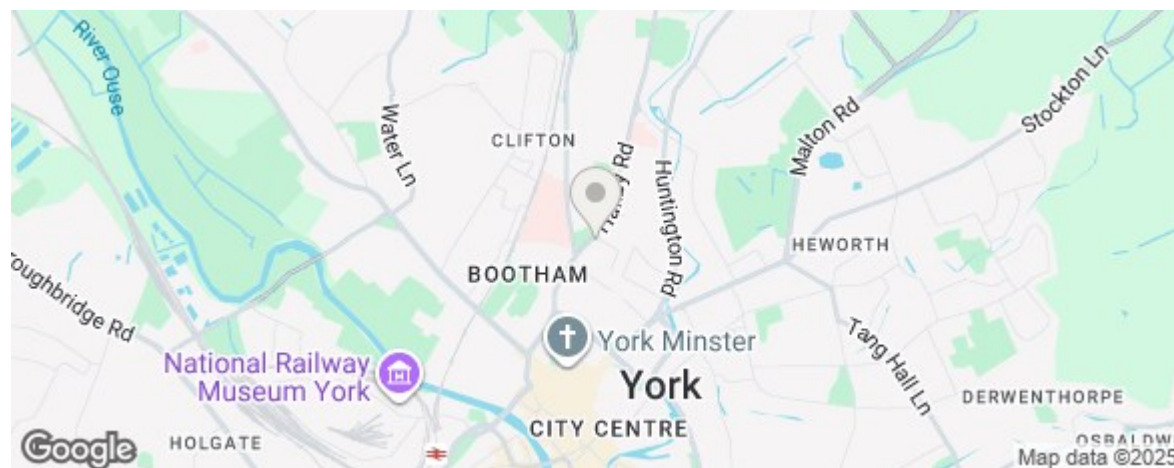 River Ouse
Water Ln
CLIFTON
Huntington Rd
Malton Rd
Stockton Ln
HEWORTH
BOOTHAM
oughbridge Rd
York Minster
National Railway
Museum York
York
Tang Hall Ln
DERWENTHORPE
CITY CENTRE
HOLGATE
OSBALDW
Google
Map data ©2025